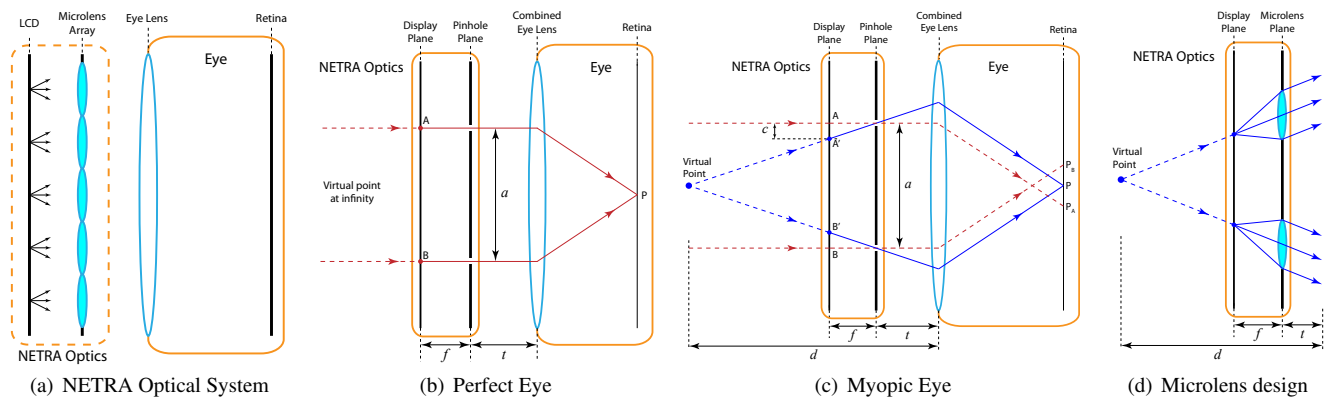 LCD
Microlens
Array
Eye Lens
Retina
Eye
NETRA Optics
(a) NETRA Optical System
Display
Plane
Pinhole
Plane
Combined
Eye Lens
Retina
NETRA Optics
Eye
A
Virtual point
at infinity
a
P
B
f
t
(b) Perfect Eye
Display
Plane
Pinhole
Plane
Combined
Eye Lens
Retina
NETRA Optics
Eye
A
c
A'
Virtual
Point
a
P_B
P
P_A
B'
B
f
t
d
(c) Myopic Eye
Display
Plane
Microlens
Plane
NETRA Optics
Virtual
Point
f
t
d
(d) Microlens design